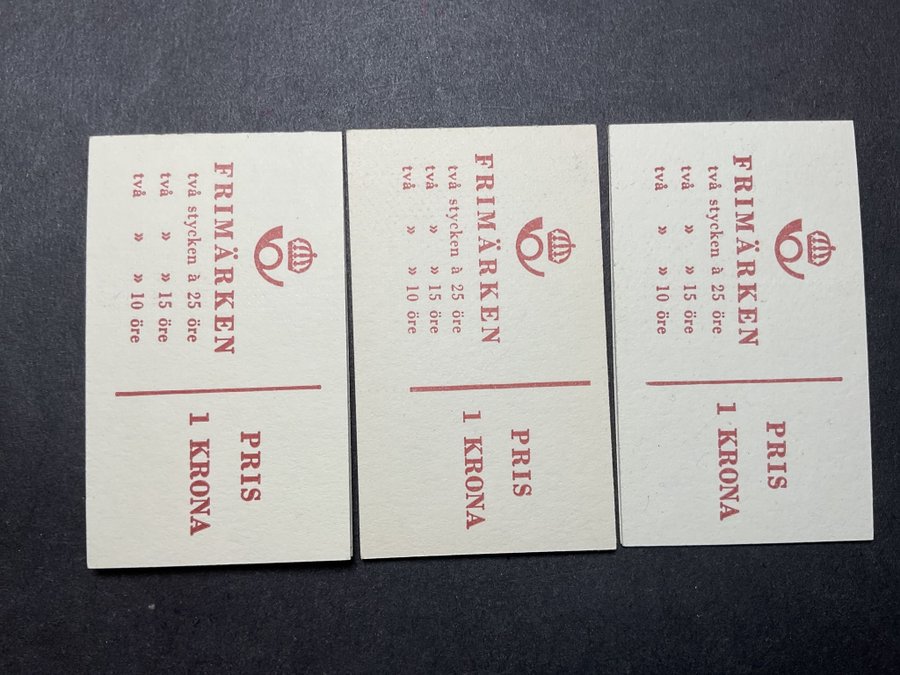 FRIMÄRKEN
två stycken à 25 öre
två » » 15 öre
två » » 10 öre
PRIS
1 KRONA
FRIMÄRKEN
två stycken à 25 öre
två » » 15 öre
två » » 10 öre
PRIS
1 KRONA
FRIMÄRKEN
två stycken à 25 öre
två » » 15 öre
två » » 10 öre
PRIS
1 KRONA